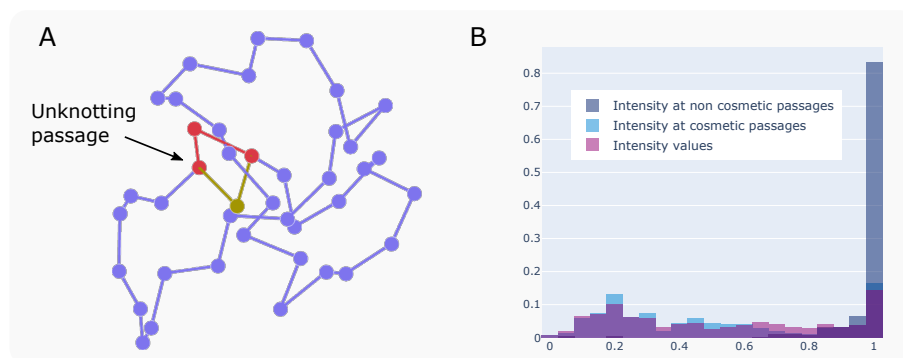 A
Unknotting
passage
B
0.8
0.7
0.6
0.5
0.4
0.3
0.2
0.1
0
Intensity at non cosmetic passages
Intensity at cosmetic passages
Intensity values
0 0.2 0.4 0.6 0.8 1